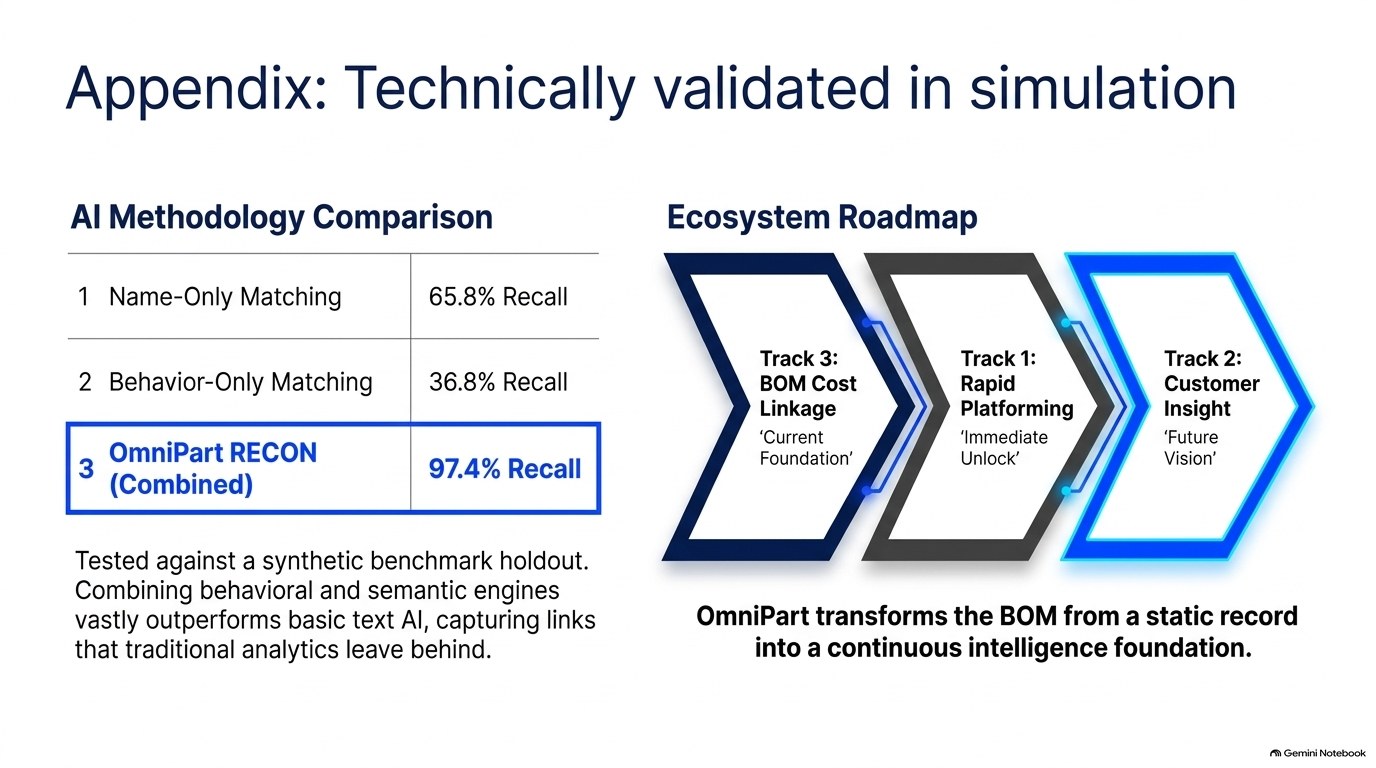 Appendix: Technically validated in simulation
AI Methodology Comparison
1 Name-Only Matching 65.8% Recall
2 Behavior-Only Matching 36.8% Recall
3 OmniPart RECON
(Combined) 97.4% Recall
Tested against a synthetic benchmark holdout.
Combining behavioral and semantic engines
vastly outperforms basic text AI, capturing links
that traditional analytics leave behind.
Ecosystem Roadmap
Track 3:
BOM Cost
Linkage
‘Current
Foundation’
Track 1:
Rapid
Platforming
‘Immediate
Unlock’
Track 2:
Customer
Insight
‘Future
Vision’
OmniPart transforms the BOM from a static record
into a continuous intelligence foundation.
Gemini Notebook